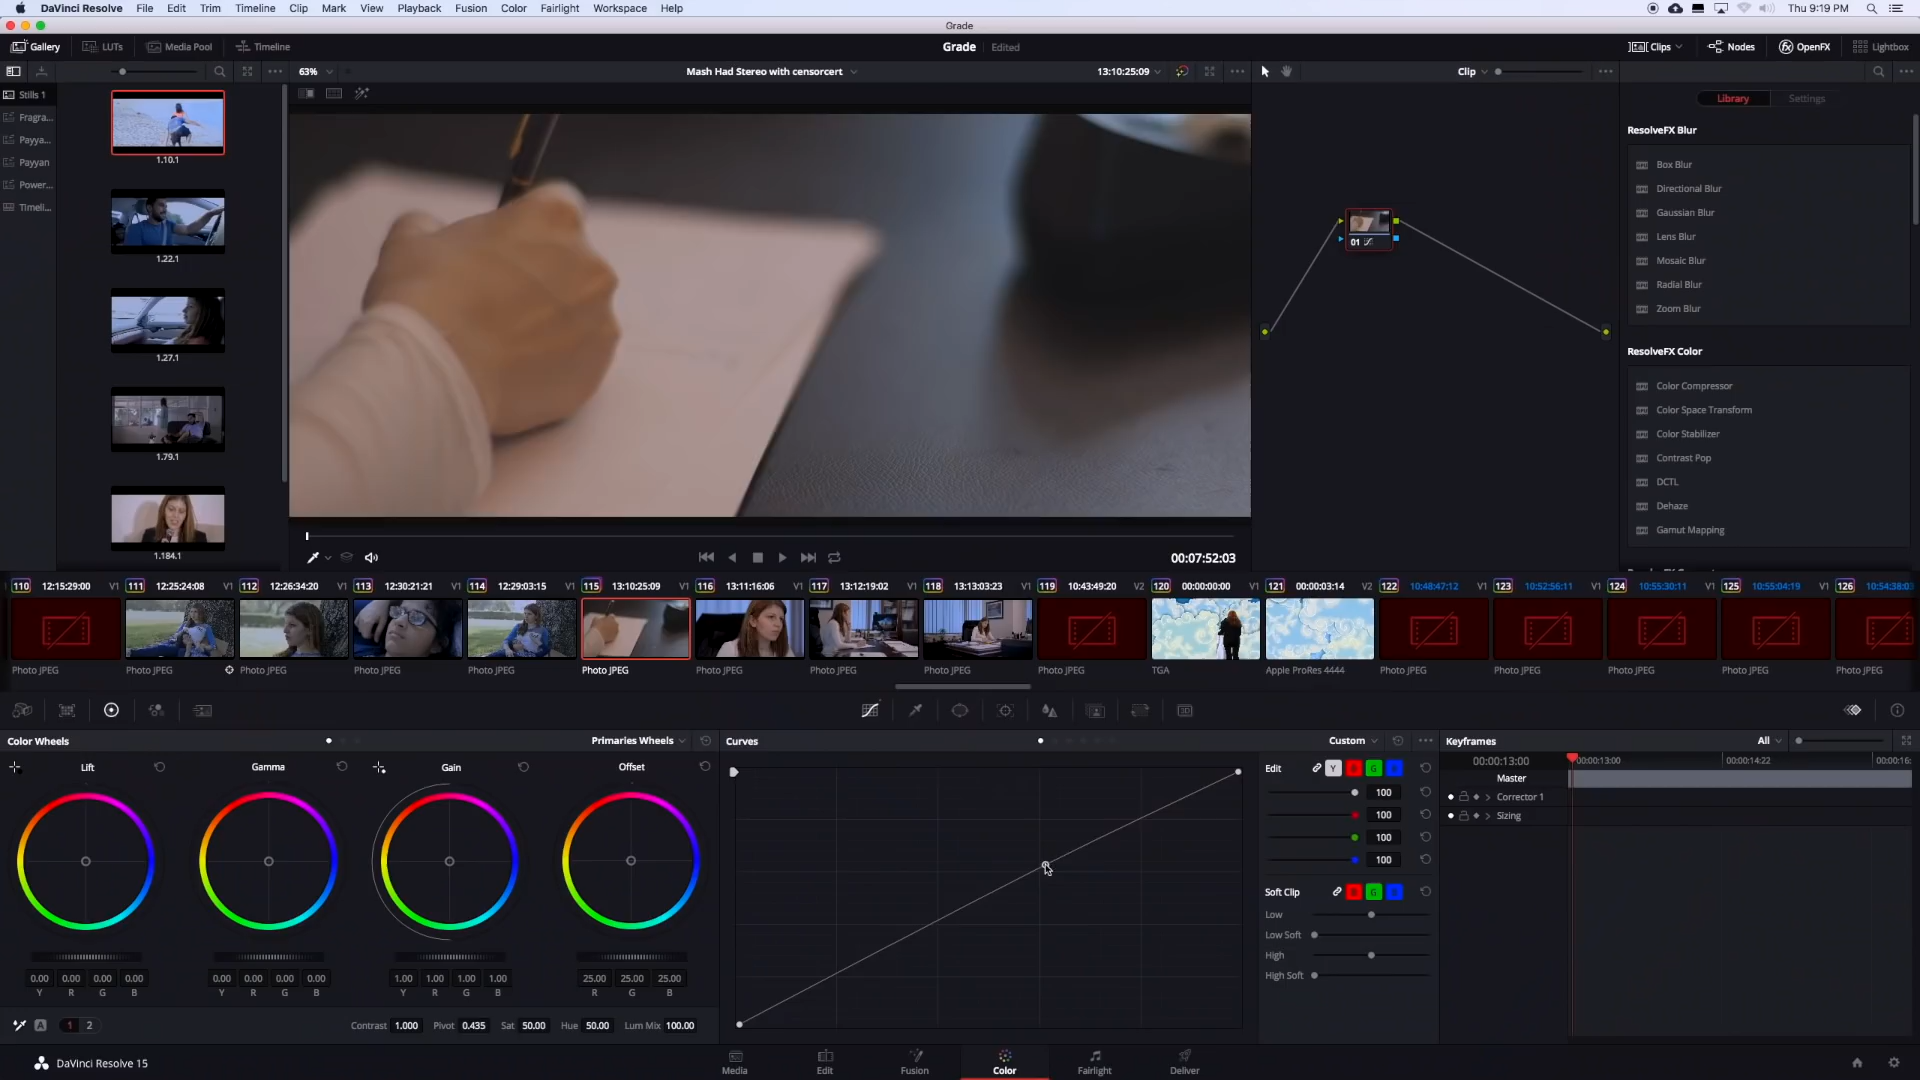 DaVinci Resolve File Edit Trim Timeline Clip Mark View Playback Fusion Color Fairlight Workspace Help Thu 9:19 PM
Grade
Gallery LUTs Media Pool Timeline Grade Edited Clips Nodes OpenFX Lightbox
63% Mash Had Stereo with censorcert 13:10:25:09 Clip
Stills 1
Fragra...
Payya...
Payyan
Power...
Timeli...
1.10.1
1.22.1
1.27.1
1.79.1
1.184.1
Library Settings
ResolveFX Blur
Box Blur
Directional Blur
Gaussian Blur
Lens Blur
Mosaic Blur
Radial Blur
Zoom Blur
ResolveFX Color
Color Compressor
Color Space Transform
Color Stabilizer
Contrast Pop
DCTL
Dehaze
Gamut Mapping
01
00:07:52:03
110 12:15:29:00 V1 111 12:25:24:08 V1 112 12:26:34:20 V1 113 12:30:21:21 V1 114 12:29:03:15 V1 115 13:10:25:09 V1 116 13:11:16:06 V1 117 13:12:19:02 V1 118 13:13:03:23 V1 119 10:43:49:20 V2 120 00:00:00:00 V1 121 00:00:03:14 V1 122 10:48:47:12 V1 123 10:52:56:11 V1 124 10:55:30:11 V1 125 10:55:04:19 V1 126 10:54:38:03
Photo JPEG Photo JPEG Photo JPEG Photo JPEG Photo JPEG Photo JPEG Photo JPEG Photo JPEG Photo JPEG Photo JPEG TGA Apple ProRes 4444 Photo JPEG Photo JPEG Photo JPEG Photo JPEG Photo JPEG
Color Wheels Primaries Wheels
Lift Gamma Gain Offset
0.00 0.00 0.00 0.00 0.00 0.00 0.00 0.00 1.00 1.00 1.00 1.00 25.00 25.00 25.00
Y R G B Y R G B Y R G B R G B
A 1 2 Contrast 1.000 Pivot 0.435 Sat 50.00 Hue 50.00 Lum Mix 100.00
Curves Custom
Edit Y
100
100
100
100
Soft Clip
Low
Low Soft
High
High Soft
Keyframes All
00:00:13:00 00:00:13:00 00:00:14:22 00:00:16:
Master
Corrector 1
Sizing
DaVinci Resolve 15 Media Edit Fusion Color Fairlight Deliver